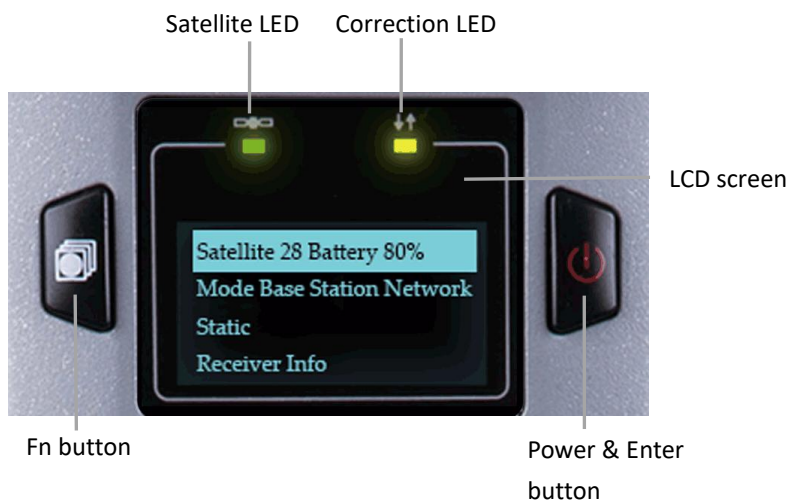 Satellite LED
Correction LED
LCD screen
Satellite 28 Battery 80%
Mode Base Station Network
Static
Receiver Info
Fn button
Power & Enter
button